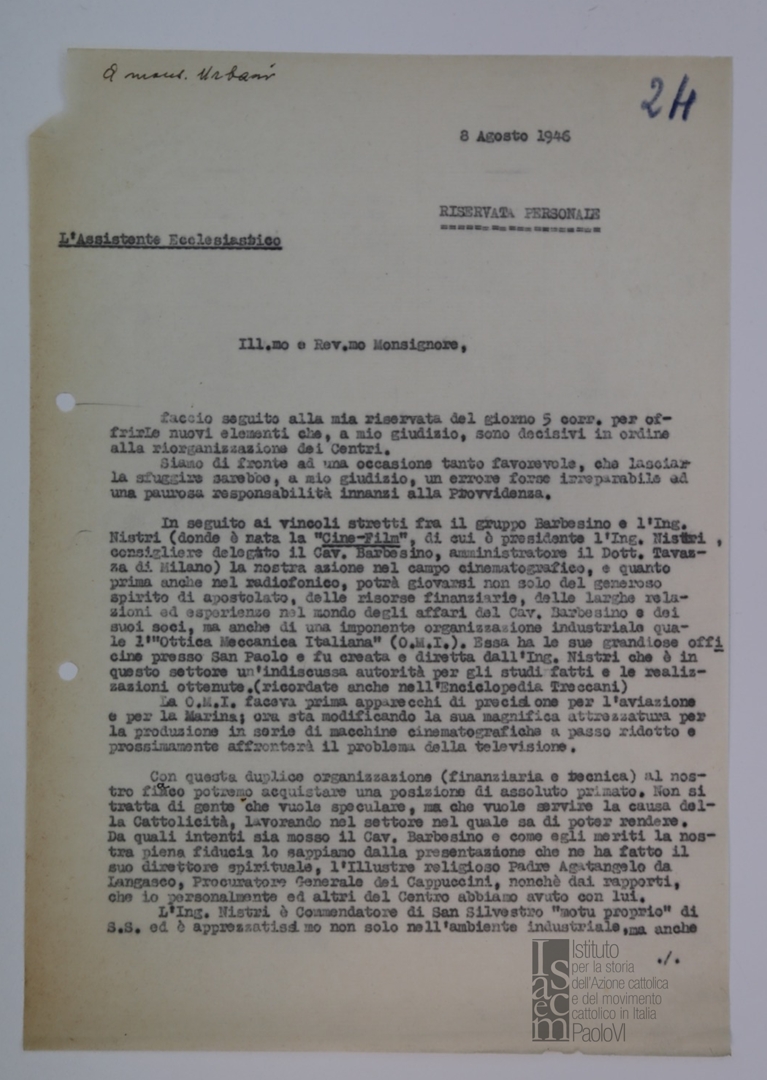 A mons. Urbani
24
8 Agosto 1946
RISERVATA PERSONALE
L'Assistente Ecclesiastico
Ill.mo e Rev.mo Monsignore,
faccio seguito alla mia riservata del giorno 5 corr. per of-
frirLe nuovi elementi che, a mio giudizio, sono decisivi in ordine
alla riorganizzazione dei Centri.
Siamo di fronte ad una occasione tanto favorevole, che lasciar
la sfuggire sarebbe, a mio giudizio, un errore forse irreparabile ed
una paurosa responsabilità innanzi alla Provvidenza.
In seguito ai vincoli stretti fra il gruppo Barbesino e l'Ing.
Nistri (donde è nata la "Cine-Film", di cui è presidente l'Ing. Nistri ,
consigliere delegato il Cav. Barbesino, amministratore il Dott. Tavaz-
za di Milano) la nostra azione nel campo cinematografico, e quanto
prima anche nel radiofonico, potrà giovarsi non solo del generoso
spirito di apostolato, delle risorse finanziarie, delle larghe rela-
zioni ed esperienze nel mondo degli affari del Cav. Barbesino e dei
suoi soci, ma anche di una imponente organizzazione industriale qua-
le l'"Ottica Meccanica Italiana" (O.M.I.). Essa ha le sue grandiose offi
cine presso San Paolo e fu creata e diretta dall'Ing. Nistri che è in
questo settore un'indiscussa autorità per gli studi fatti e le realiz-
zazioni ottenute.(ricordate anche nell'Enciclopedia Treccani)
La O.M.I. faceva prima apparecchi di precisione per l'aviazione
e per la Marina; ora sta modificando la sua magnifica attrezzatura per
la produzione in serie di macchine cinematografiche a passo ridotto e
prossimamente affronterà il problema della televisione.
Con questa duplice organizzazione (finanziaria e tecnica) al no-
stro fianco potremo acquistare una posizione di assoluto primato. Non si
tratta di gente che vuole speculare, ma che vuole servire la causa del-
la Cattolicità, lavorando nel settore nel quale sa di poter rendere.
Da quali intenti sia mosso il Cav. Barbesino e come egli meriti la no-
stra piena fiducia lo sappiamo dalla presentazione che ne ha fatto il
suo direttore spirituale, l'Illustre religioso Padre Agatangelo da
Langasco, Procuratore Generale dei Cappuccini, nonchè dai rapporti,
che io personalmente ed altri del Centro abbiamo avuto con lui.
L'Ing. Nistri è Commendatore di San Silvestro "motu proprio" di
S.S. ed è apprezzatissimo non solo nell'ambiente industriale,ma anche
./.
Isacem
Istituto
per la storia
dell'Azione cattolica
e del movimento
cattolico in Italia
PaoloVI